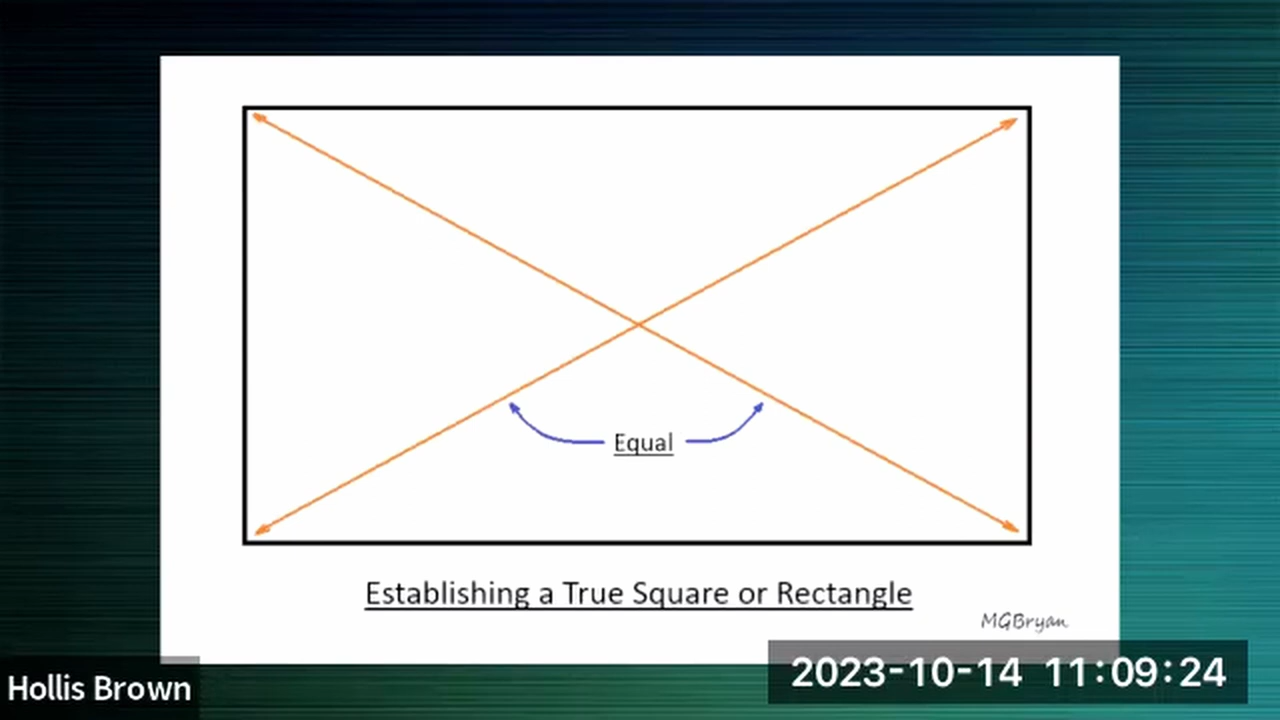 Equal
Establishing a True Square or Rectangle
MGBryan
Hollis Brown
2023-10-14 11:09:24